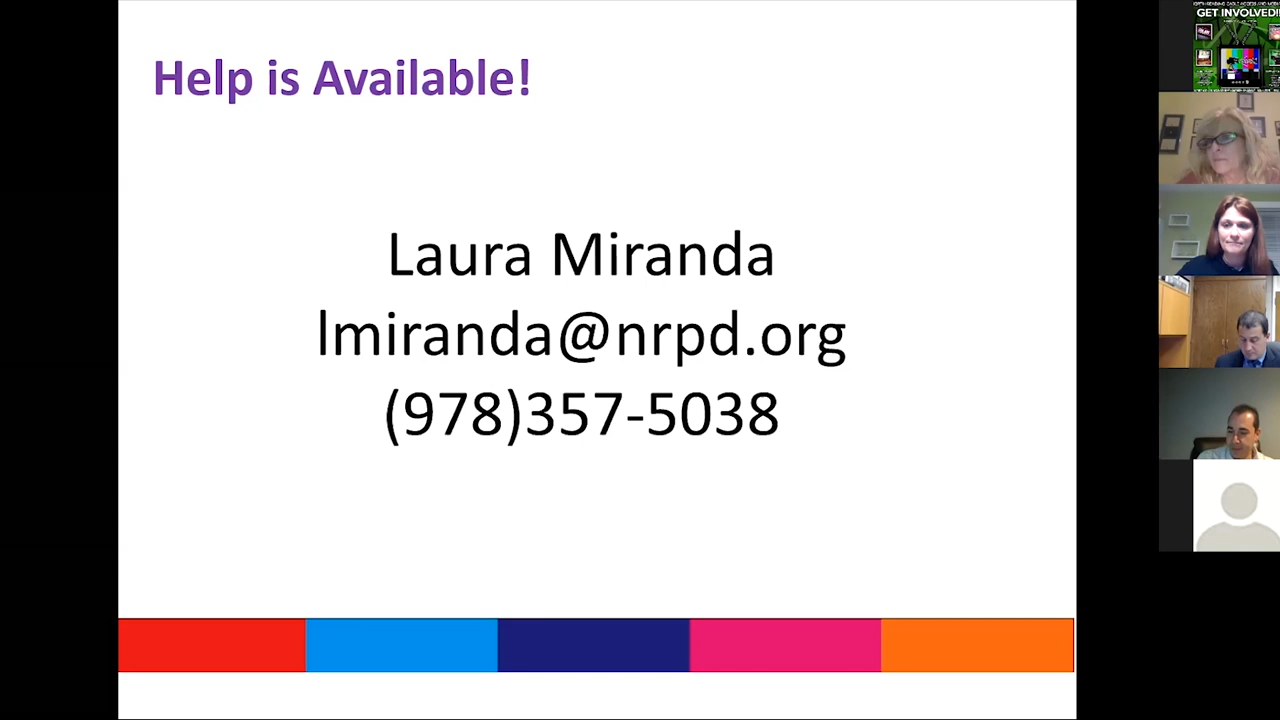 Help is Available!
Laura Miranda
lmiranda@nrpd.org
(978)357-5038
GET INVOLVED!!